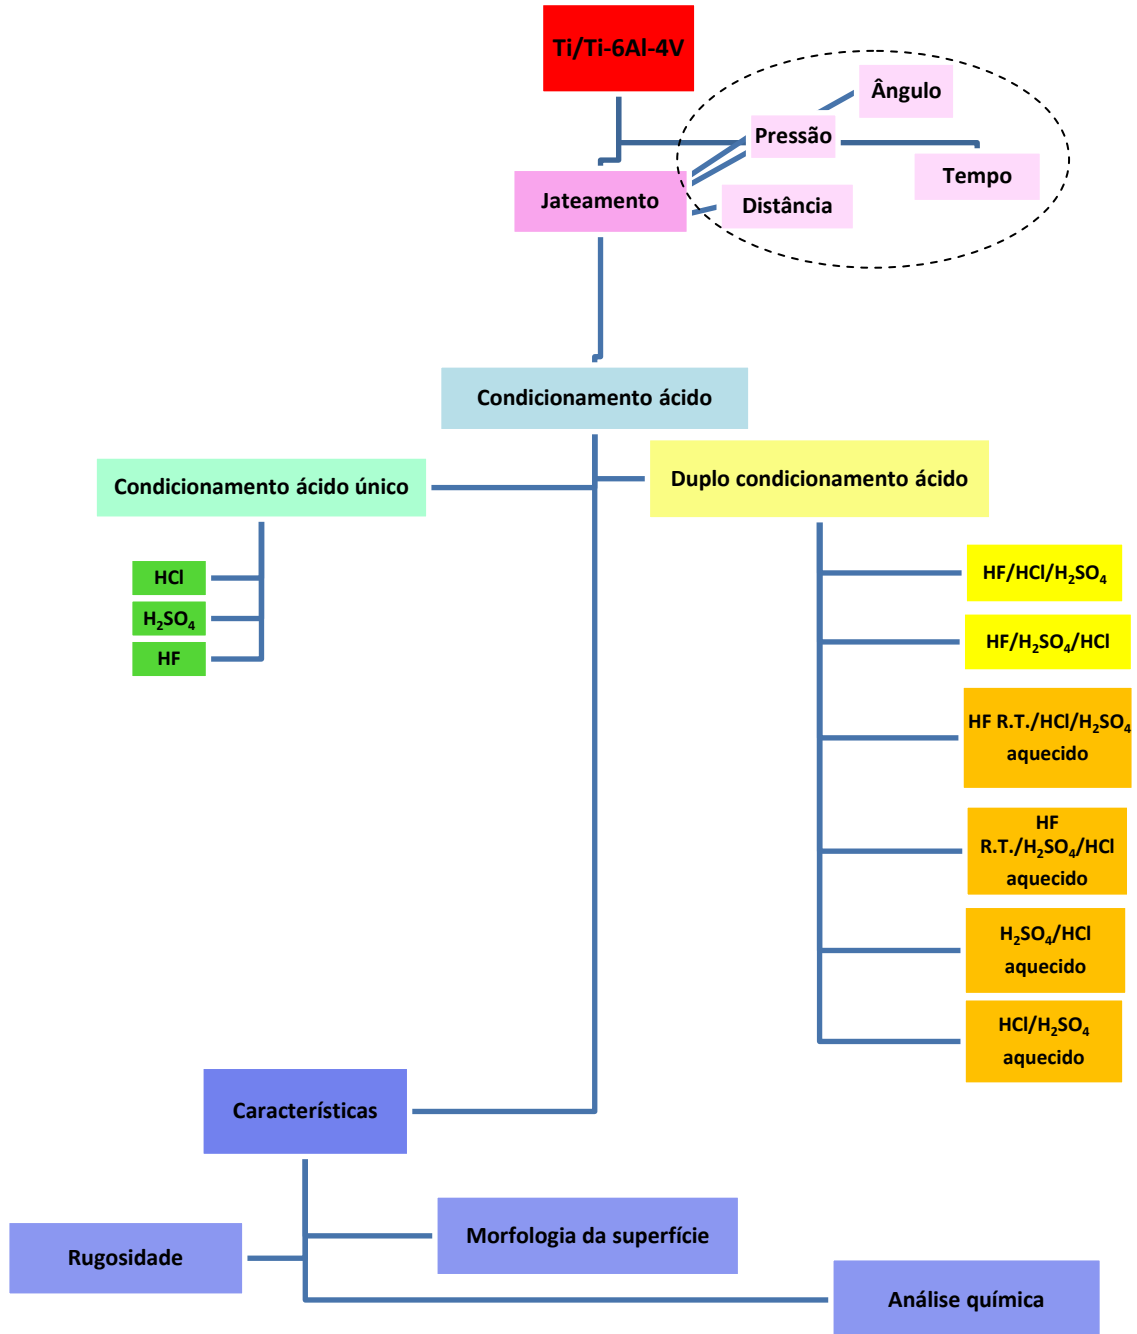 Ti/Ti-6Al-4V
Ângulo
Pressão
Tempo
Jateamento
Distância
Condicionamento ácido
Condicionamento ácido único
Duplo condicionamento ácido
HCl
H₂SO₄
HF
HF/HCl/H₂SO₄
HF/H₂SO₄/HCl
HF R.T./HCl/H₂SO₄
aquecido
HF
R.T./H₂SO₄/HCl
aquecido
H₂SO₄/HCl
aquecido
HCl/H₂SO₄
aquecido
Características
Rugosidade
Morfologia da superfície
Análise química